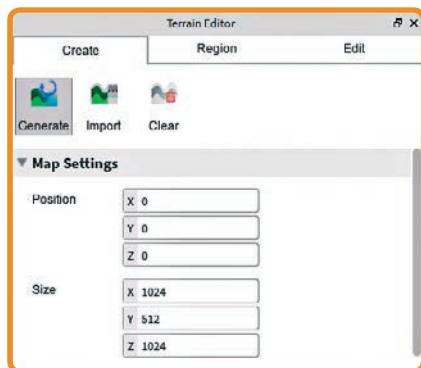 Terrain Editor
Create Region Edit
Generate Import Clear
Map Settings
Position X 0
Y 0
Z 0
Size X 1024
Y 512
Z 1024